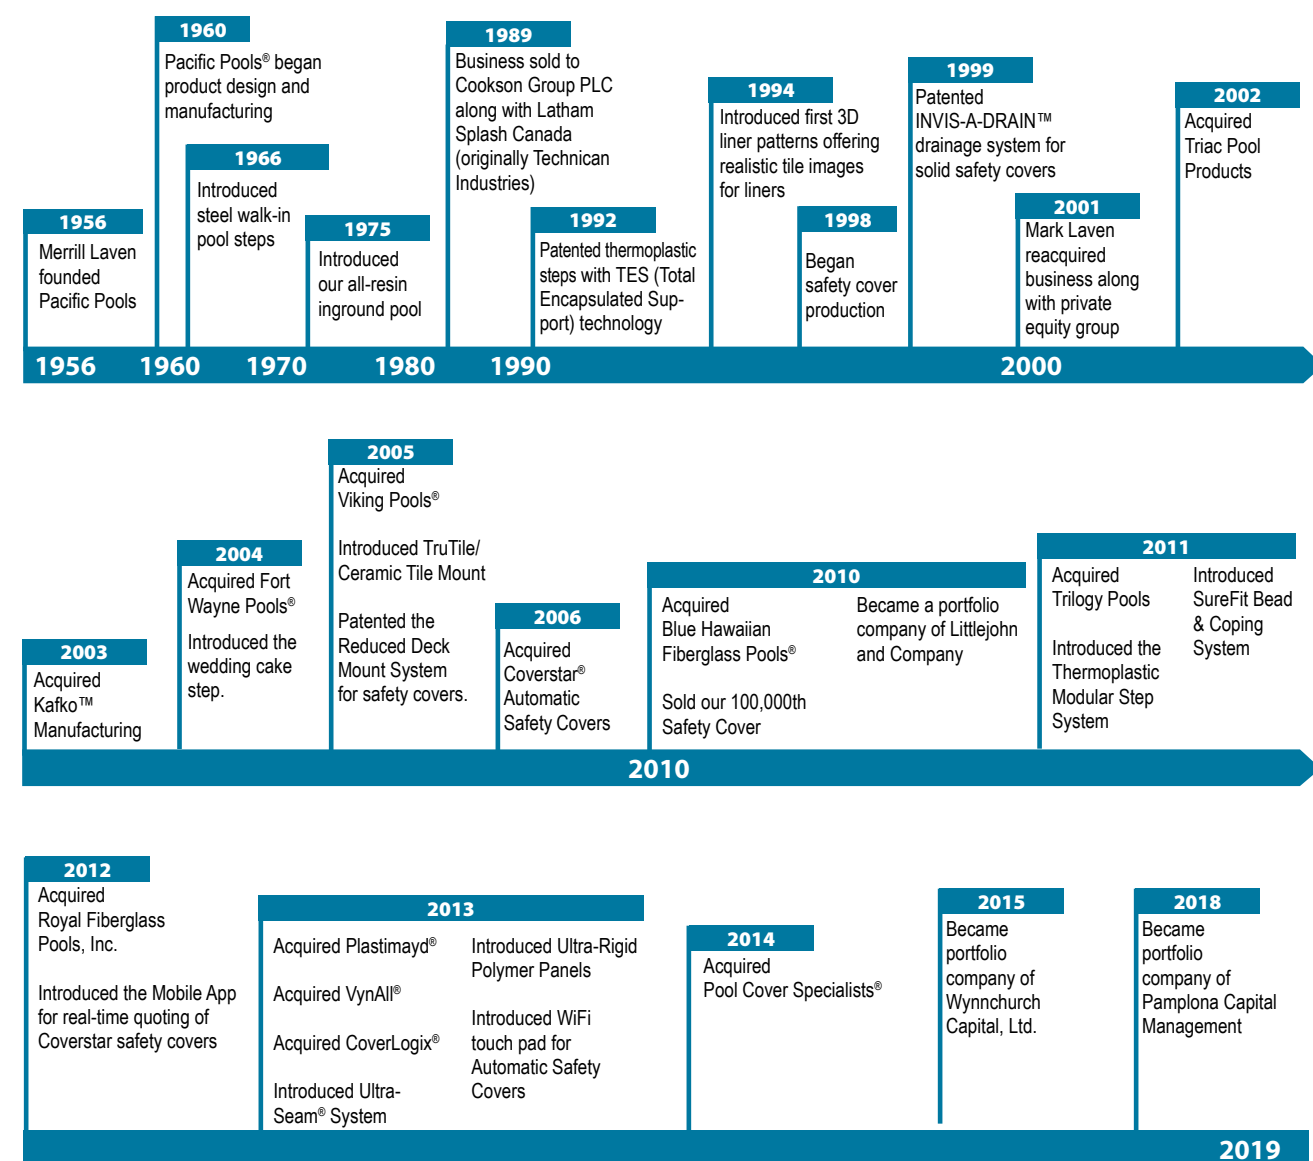 1960
Pacific Pools® began
product design and
manufacturing
1966
Introduced
steel walk-in
pool steps
1956
Merrill Laven
founded
Pacific Pools
1975
Introduced
our all-resin
inground pool
1989
Business sold to
Cookson Group PLC
along with Latham
Splash Canada
(originally Technican
Industries)
1992
Patented thermoplastic
steps with TES (Total
Encapsulated Sup-
port) technology
1994
Introduced first 3D
liner patterns offering
realistic tile images
for liners
1998
Began
safety cover
production
1999
Patented
INVIS-A-DRAIN™
drainage system for
solid safety covers
2001
Mark Laven
reacquired
business along
with private
equity group
2002
Acquired
Triac Pool
Products
1956 1960 1970 1980 1990 2000
2003
Acquired
Kafko™
Manufacturing
2004
Acquired Fort
Wayne Pools®
Introduced the
wedding cake
step.
2005
Acquired
Viking Pools®
Introduced TruTile/
Ceramic Tile Mount
Patented the
Reduced Deck
Mount System
for safety covers.
2006
Acquired
Coverstar®
Automatic
Safety Covers
2010
Acquired
Blue Hawaiian
Fiberglass Pools®
Sold our 100,000th
Safety Cover
Became a portfolio
company of Littlejohn
and Company
2011
Acquired
Trilogy Pools
Introduced the
Thermoplastic
Modular Step
System
Introduced
SureFit Bead
& Coping
System
2010
2012
Acquired
Royal Fiberglass
Pools, Inc.
Introduced the Mobile App
for real-time quoting of
Coverstar safety covers
2013
Acquired Plastimayd®
Acquired VynAll®
Acquired CoverLogix®
Introduced Ultra-
Seam® System
Introduced Ultra-Rigid
Polymer Panels
Introduced WiFi
touch pad for
Automatic Safety
Covers
2014
Acquired
Pool Cover Specialists®
2015
Became
portfolio
company of
Wynnchurch
Capital, Ltd.
2018
Became
portfolio
company of
Pamplona Capital
Management
2019